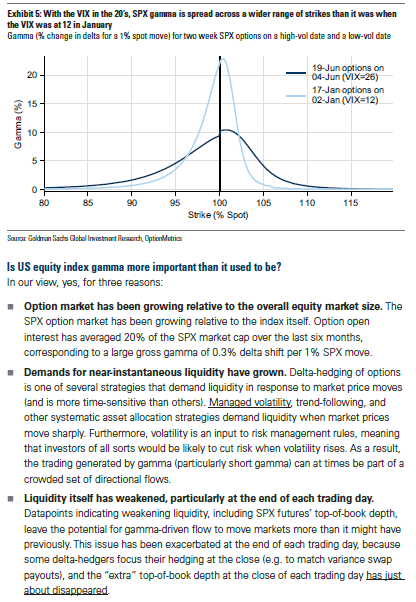 Exhibit 5: With the VIX in the 20's, SPX gamma is spread across a wider range of strikes than it was when
the VIX was at 12 in January
Gamma (% change in delta for a 1% spot move) for two week SPX options on a high-vol date and a low-vol date
19-Jun options on
04-Jun (VIX=26)
17-Jan options on
02-Jan (VIX=12)
Gamma (%)
20
15
10
5
0
80 85 90 95 100 105 110 115
Strike (% Spot)
Source: Goldman Sachs Global Investment Research, OptionMetrics
Is US equity index gamma more important than it used to be?
In our view, yes, for three reasons:
■ Option market has been growing relative to the overall equity market size. The
SPX option market has been growing relative to the index itself. Option open
interest has averaged 20% of the SPX market cap over the last six months,
corresponding to a large gross gamma of 0.3% delta shift per 1% SPX move.
■ Demands for near-instantaneous liquidity have grown. Delta-hedging of options
is one of several strategies that demand liquidity in response to market price moves
(and is more time-sensitive than others). Managed volatility, trend-following, and
other systematic asset allocation strategies demand liquidity when market prices
move sharply. Furthermore, volatility is an input to risk management rules, meaning
that investors of all sorts would be likely to cut risk when volatility rises. As a result,
the trading generated by gamma (particularly short gamma) can at times be part of a
crowded set of directional flows.
■ Liquidity itself has weakened, particularly at the end of each trading day.
Datapoints indicating weakening liquidity, including SPX futures' top-of-book depth,
leave the potential for gamma-driven flow to move markets more than it might have
previously. This issue has been exacerbated at the end of each trading day, because
some delta-hedgers focus their hedging at the close (e.g. to match variance swap
payouts), and the "extra" top-of-book depth at the close of each trading day has just
about disappeared.